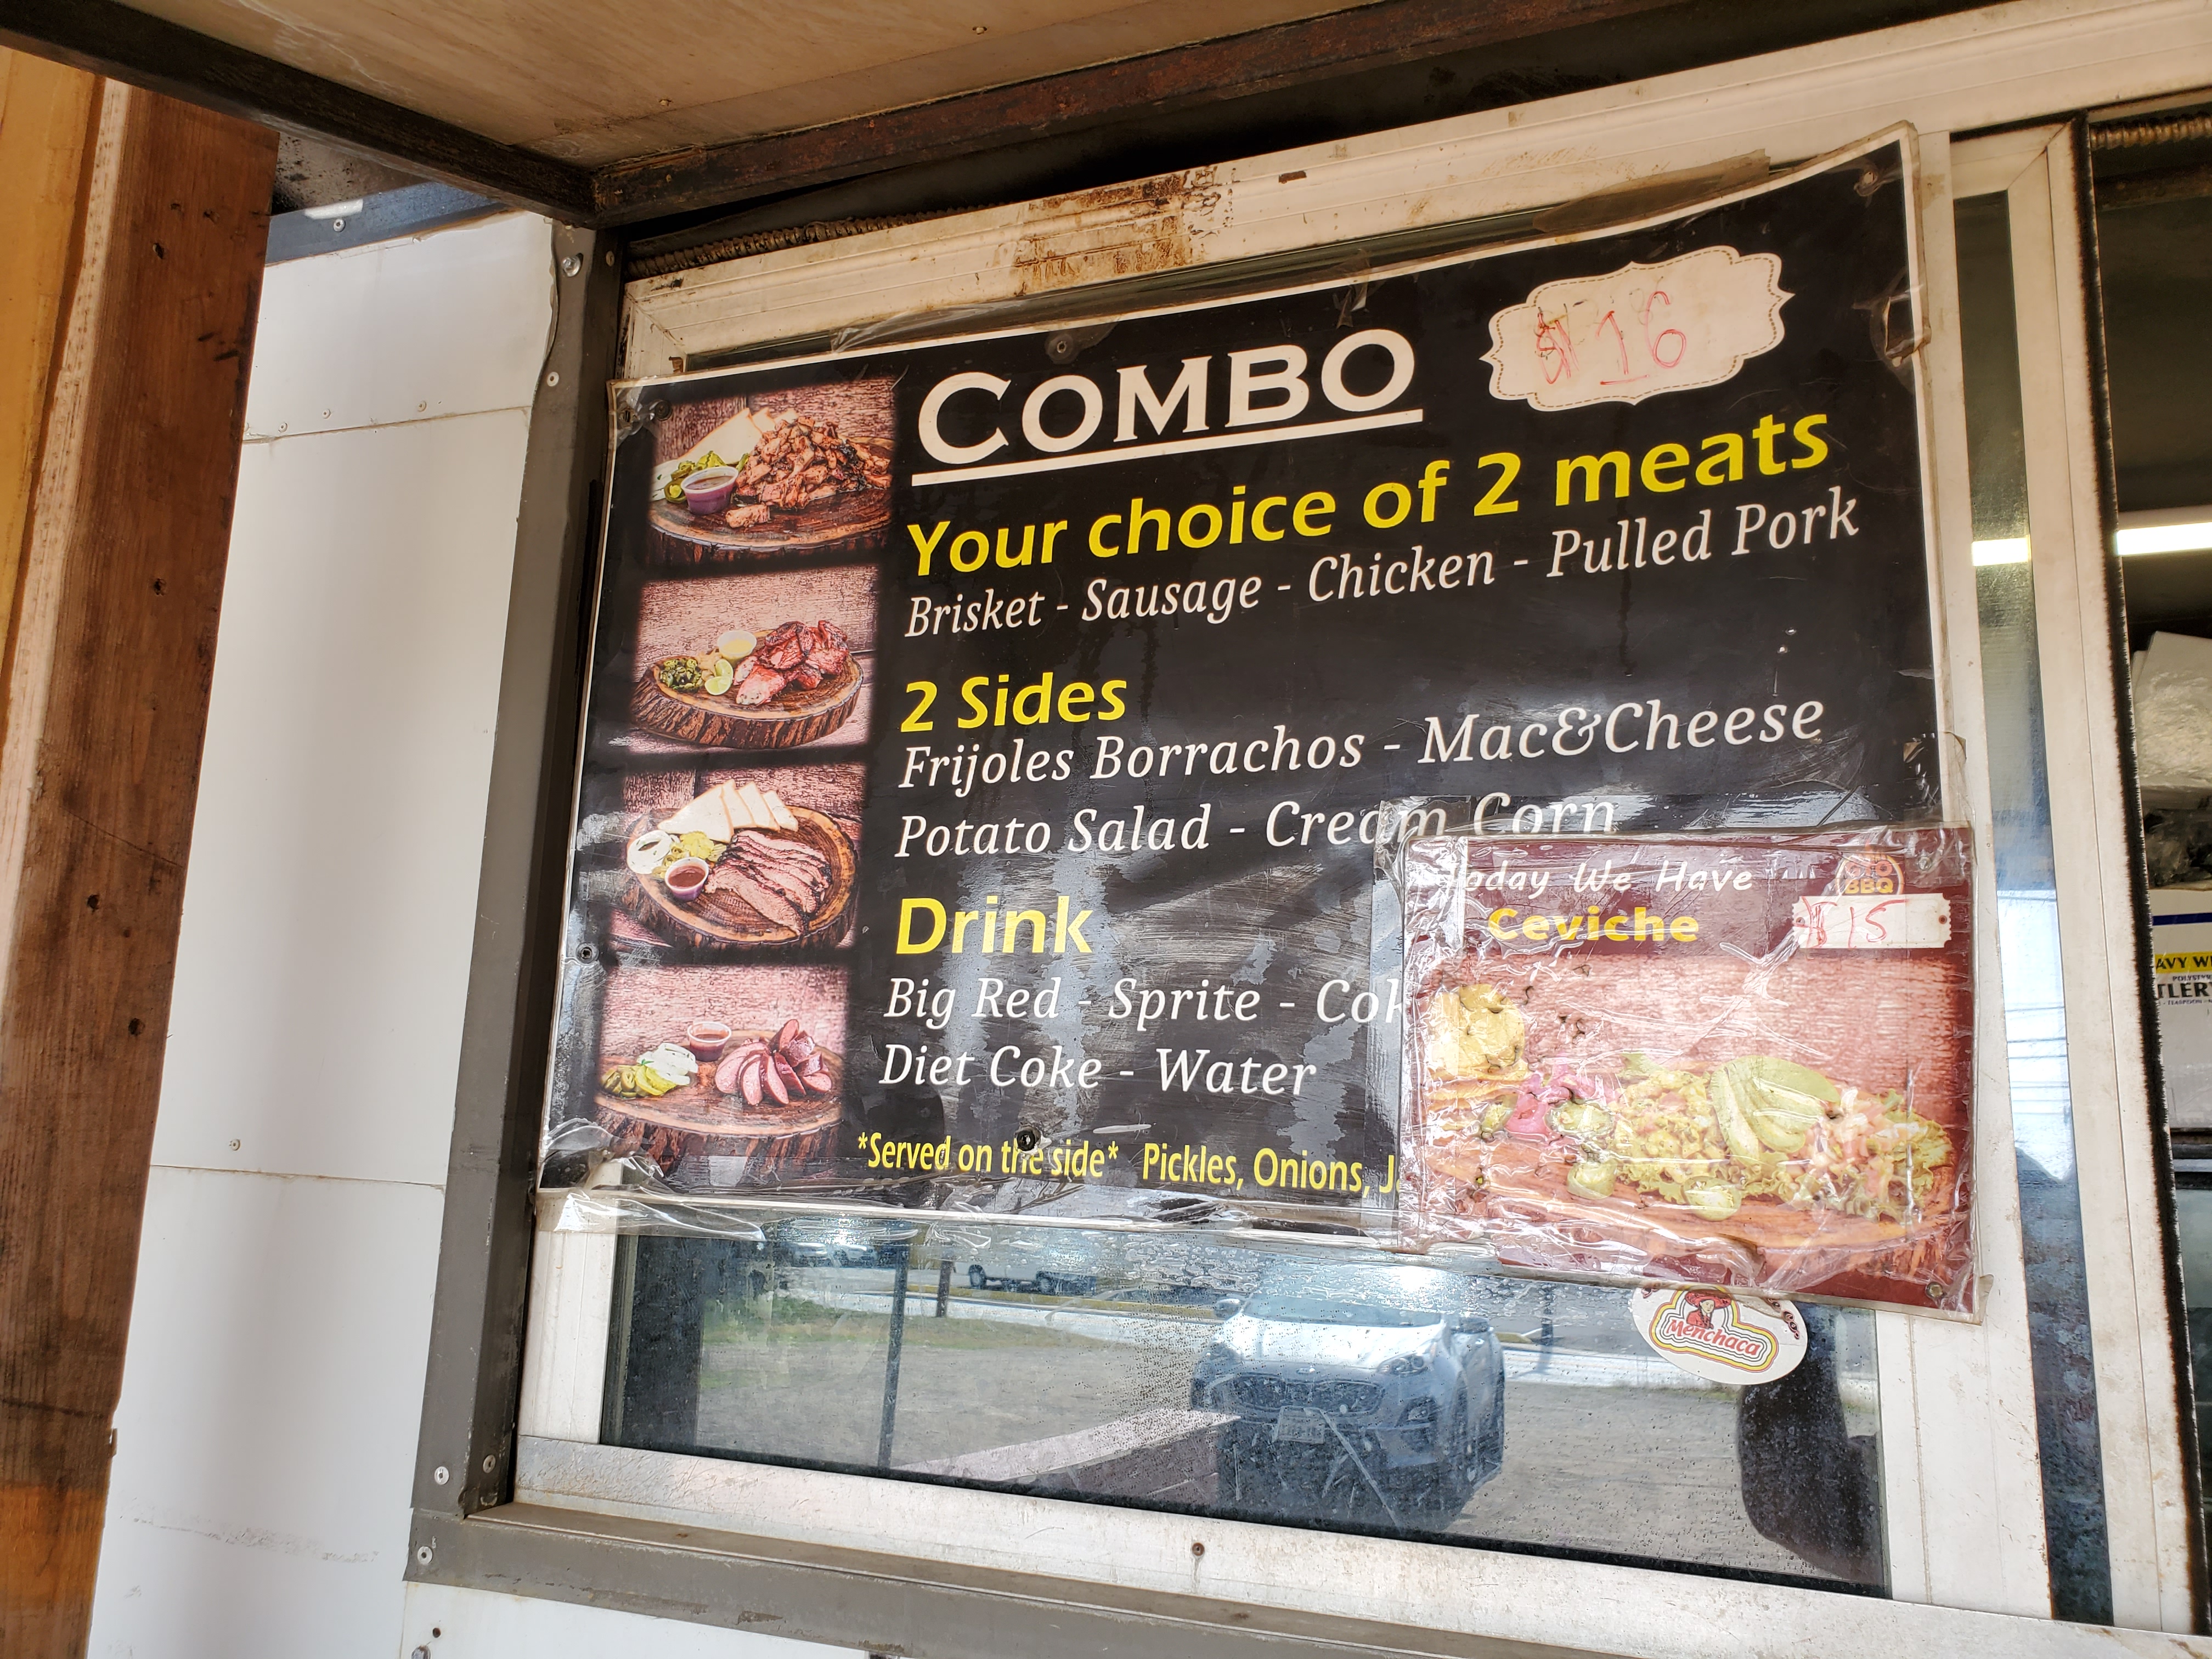 COMBO
$16
Your choice of 2 meats
Brisket - Sausage - Chicken - Pulled Pork
2 Sides
Frijoles Borrachos - Mac&Cheese
Potato Salad - Cream Corn
Drink
Big Red - Sprite - Cok
Diet Coke - Water
*Served on the side* Pickles, Onions, J
Today We Have
BBQ
Ceviche
$15
Menchaca